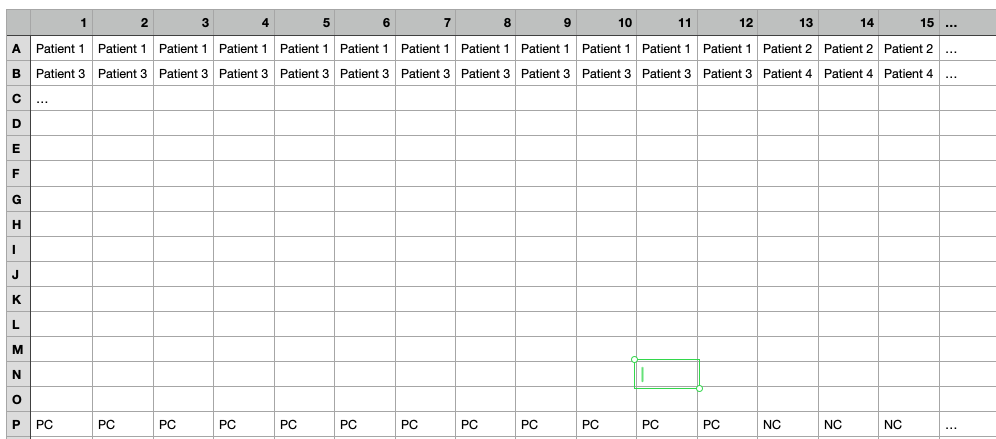 1 2 3 4 5 6 7 8 9 10 11 12 13 14 15 ...
A Patient 1 Patient 1 Patient 1 Patient 1 Patient 1 Patient 1 Patient 1 Patient 1 Patient 1 Patient 1 Patient 1 Patient 1 Patient 2 Patient 2 Patient 2 ...
B Patient 3 Patient 3 Patient 3 Patient 3 Patient 3 Patient 3 Patient 3 Patient 3 Patient 3 Patient 3 Patient 3 Patient 3 Patient 4 Patient 4 Patient 4 ...
C ...
D
E
F
G
H
I
J
K
L
M
N
O
P PC PC PC PC PC PC PC PC PC PC PC PC NC NC NC ...